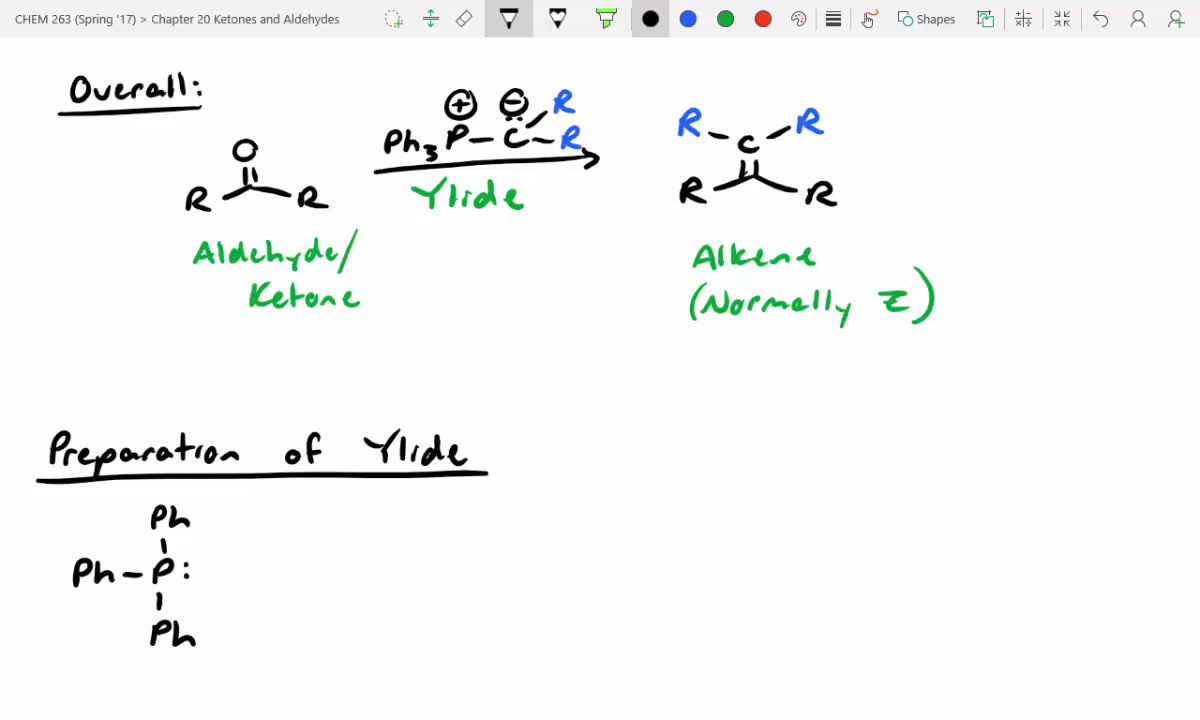 CHEM 263 (Spring '17) > Chapter 20 Ketones and Aldehydes
Shapes
Overall:
O
R R
Ph3P–C R
R
⊕ ⊖
Ylide
R C R
R R
Aldehyde/
Ketone
Alkene
(Normally Z)
Preparation of Ylide
Ph
Ph–P:
Ph